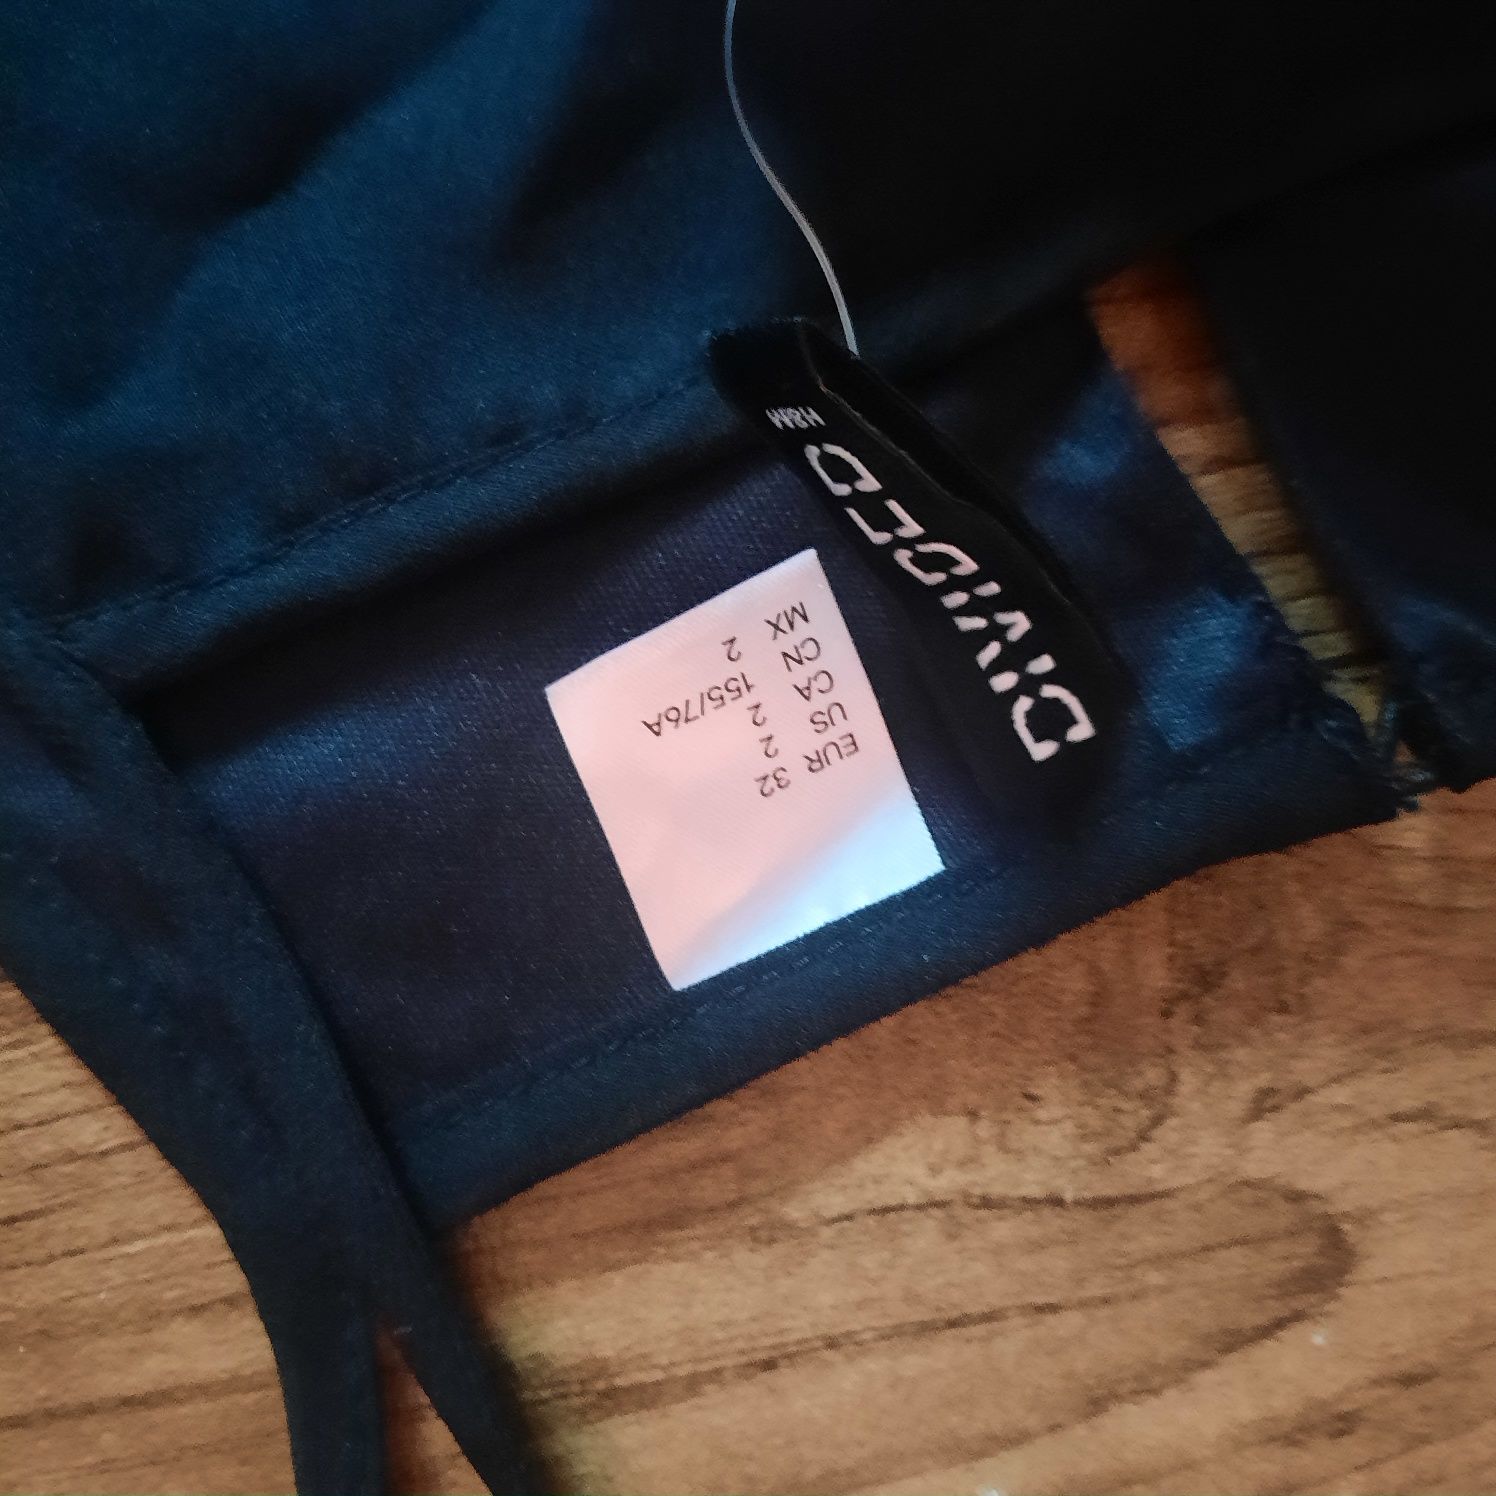 DIVIDED
H&M
EUR 32
US 2
CA 2
CN 155/76A
MX 2